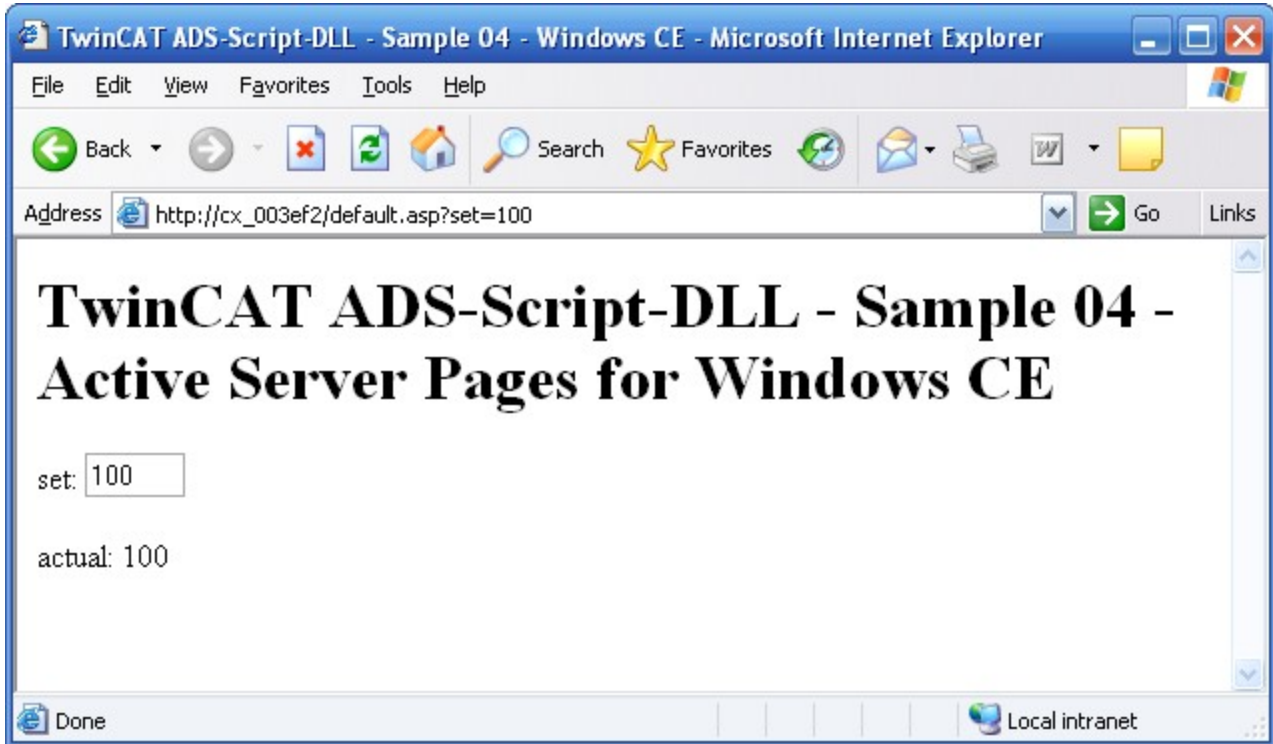 TwinCAT ADS-Script-DLL - Sample 04 - Windows CE - Microsoft Internet Explorer
File Edit View Favorites Tools Help
Back Search Favorites W
Address http://cx_003ef2/default.asp?set=100 Go Links
TwinCAT ADS-Script-DLL - Sample 04 -
Active Server Pages for Windows CE
set: 100
actual: 100
Done Local intranet